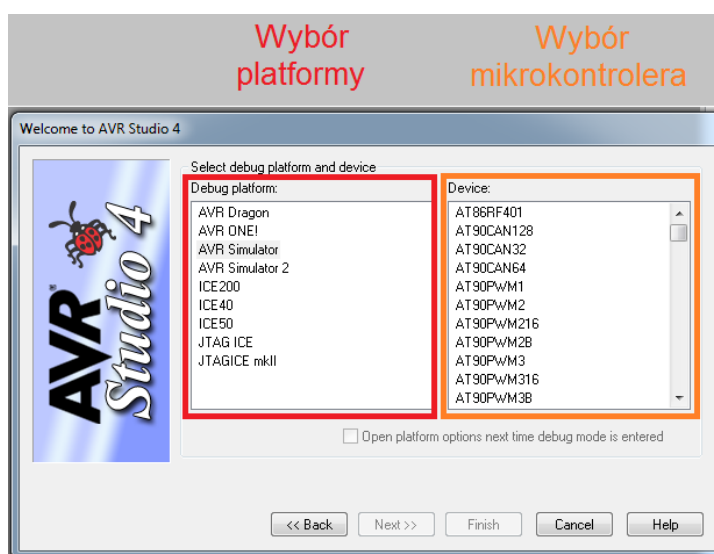 Wybór
platformy
Wybór
mikrokontrolera
Welcome to AVR Studio 4
AVR Studio 4
Select debug platform and device
Debug platform:
AVR Dragon
AVR ONE!
AVR Simulator
AVR Simulator 2
ICE200
ICE40
ICE50
JTAG ICE
JTAGICE mkII
Device:
AT86RF401
AT90CAN128
AT90CAN32
AT90CAN64
AT90PWM1
AT90PWM2
AT90PWM216
AT90PWM2B
AT90PWM3
AT90PWM316
AT90PWM3B
Open platform options next time debug mode is entered
<< Back
Next >>
Finish
Cancel
Help